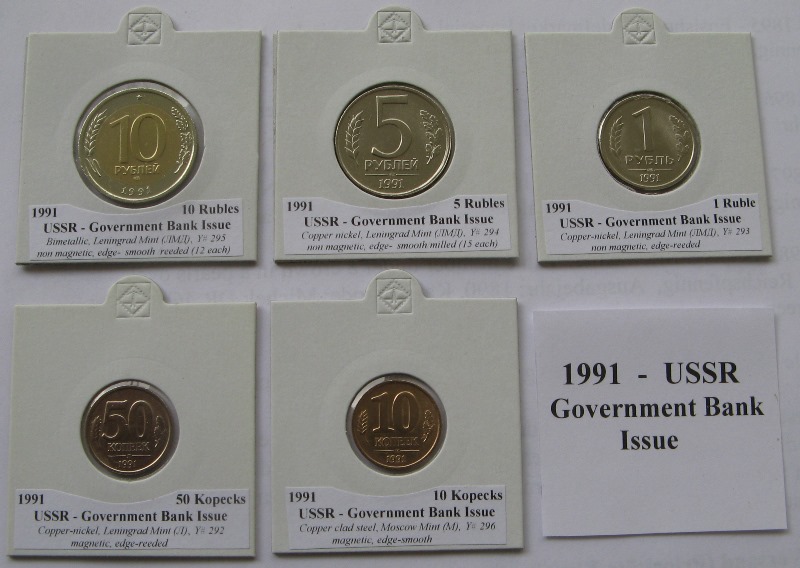 10
РУБЛЕЙ
1991
1991 10 Rubles
USSR - Government Bank Issue
Bimetallic, Leningrad Mint (ЛМД), Y# 295
non magnetic, edge- smooth reeded (12 each)
5
РУБЛЕЙ
1991
1991 5 Rubles
USSR - Government Bank Issue
Copper nickel, Leningrad Mint (ЛМД), Y# 294
non magnetic, edge- smooth milled (15 each)
1
РУБЛЬ
1991
1991 1 Ruble
USSR - Government Bank Issue
Copper-nickel, Leningrad Mint (ЛМД), Y# 293
non magnetic, edge-reeded
50
КОПЕЕК
1991
1991 50 Kopecks
USSR - Government Bank Issue
Copper-nickel, Leningrad Mint (Л), Y# 292
magnetic, edge-reeded
10
КОПЕЕК
1991
1991 10 Kopecks
USSR - Government Bank Issue
Copper clad steel, Moscow Mint (M), Y# 296
magnetic, edge-smooth
1991 - USSR
Government Bank
Issue